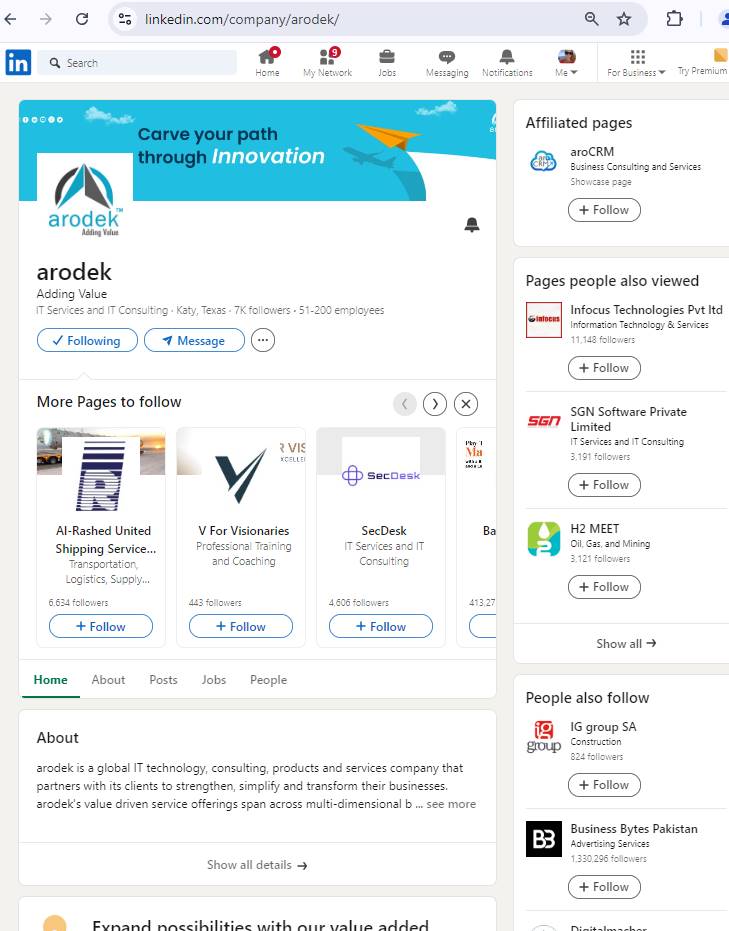 linkedin.com/company/arodek/
in
Search
Home
9
My Network
Jobs
Messaging
Notifications
Me
For Business
Try Premium
Carve your path
through Innovation
arodek™
Adding Value
arodek
Adding Value
IT Services and IT Consulting · Katy, Texas · 7K followers · 51-200 employees
Following
Message
More Pages to follow
Al-Rashed United
Shipping Service...
Transportation,
Logistics, Supply...
6,634 followers
+ Follow
V For Visionaries
Professional Training
and Coaching
443 followers
+ Follow
SecDesk
SecDesk
IT Services and IT
Consulting
4,606 followers
+ Follow
Ba
413,27
Home
About
Posts
Jobs
People
About
arodek is a global IT technology, consulting, products and services company that
partners with its clients to strengthen, simplify and transform their businesses.
arodek's value driven service offerings span across multi-dimensional b ... see more
Show all details →
Expand possibilities with our value added
Affiliated pages
aro
CRM
aroCRM
Business Consulting and Services
Showcase page
+ Follow
Pages people also viewed
Infocus
Infocus Technologies Pvt ltd
Information Technology & Services
11,148 followers
+ Follow
SGN
SGN Software Private
Limited
IT Services and IT Consulting
3,191 followers
+ Follow
H2 MEET
Oil, Gas, and Mining
3,121 followers
+ Follow
Show all →
People also follow
ig
group
IG group SA
Construction
824 followers
+ Follow
Business Bytes Pakistan
Advertising Services
1,330,296 followers
+ Follow
Digitalmacher